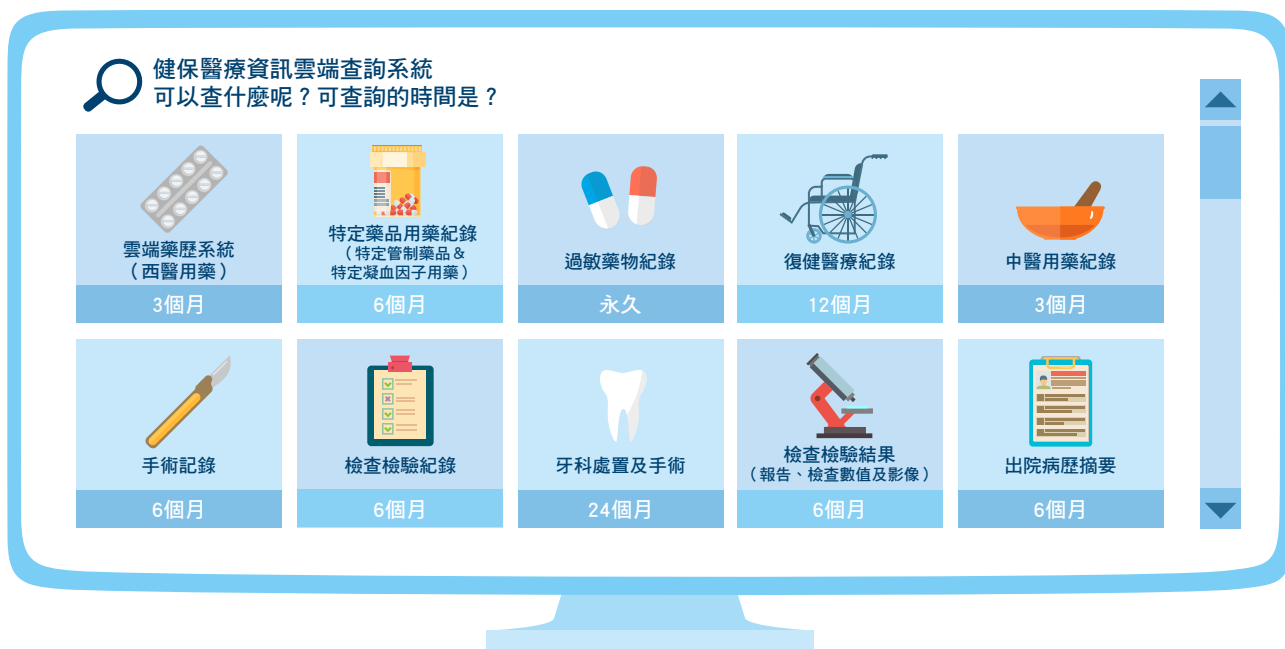 健保醫療資訊雲端查詢系統
可以查什麼呢？可查詢的時間是？
雲端藥歷系統
（西醫用藥）
3個月
特定藥品用藥紀錄
（特定管制藥品＆
特定凝血因子用藥）
6個月
過敏藥物紀錄
永久
復健醫療紀錄
12個月
中醫用藥紀錄
3個月
手術記錄
6個月
檢查檢驗紀錄
6個月
牙科處置及手術
24個月
檢查檢驗結果
（報告、檢查數值及影像）
6個月
出院病歷摘要
6個月